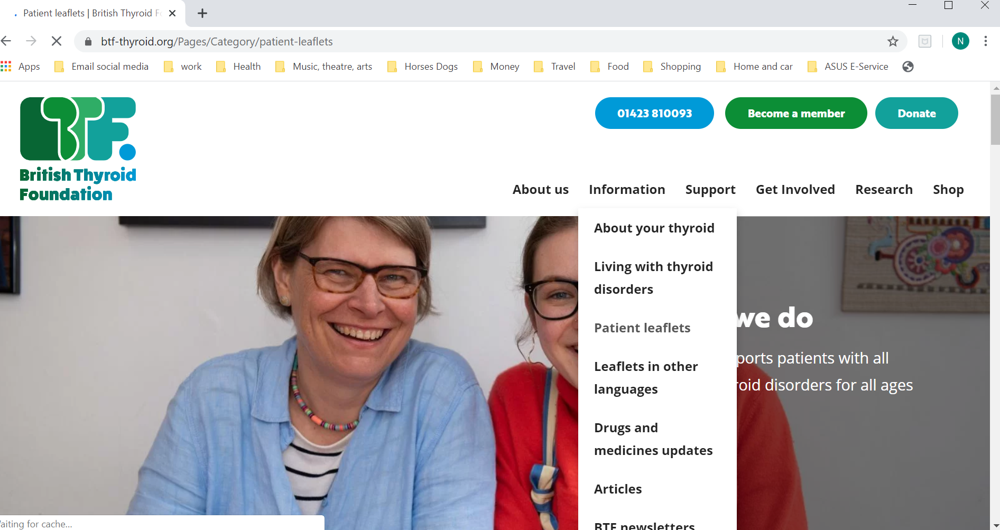 Patient leaflets | British Thyroid F
btf-thyroid.org/Pages/Category/patient-leaflets
N
Apps Email social media work Health Music, theatre, arts Horses Dogs Money Travel Food Shopping Home and car ASUS E-Service
BTF.
British Thyroid
Foundation
01423 810093 Become a member Donate
About us Information Support Get Involved Research Shop
About your thyroid
Living with thyroid
disorders
Patient leaflets
Leaflets in other
languages
Drugs and
medicines updates
Articles
BTF newsletters
we do
ports patients with all
roid disorders for all ages
aiting for cache...